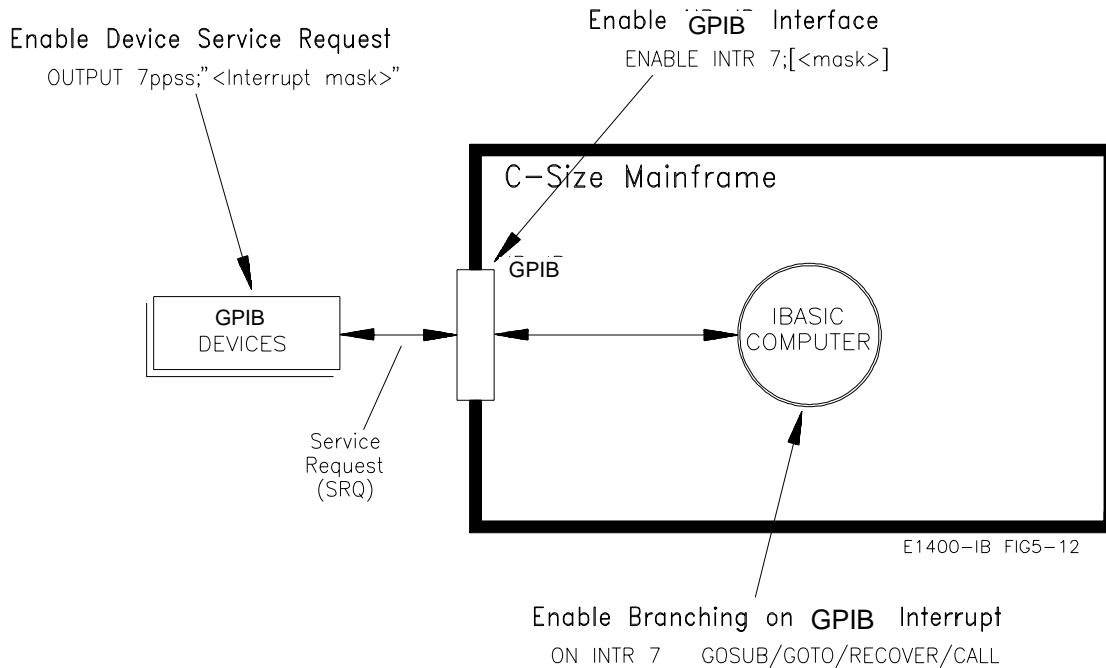 Enable Device Service Request
OUTPUT 7ppss;"<Interrupt mask>"
Enable GPIB Interface
ENABLE INTR 7;[<mask>]
C-Size Mainframe
GPIB
GPIB
DEVICES
IBASIC
COMPUTER
Service
Request
(SRQ)
E1400-IB FIG5-12
Enable Branching on GPIB Interrupt
ON INTR 7 GOSUB/GOTO/RECOVER/CALL